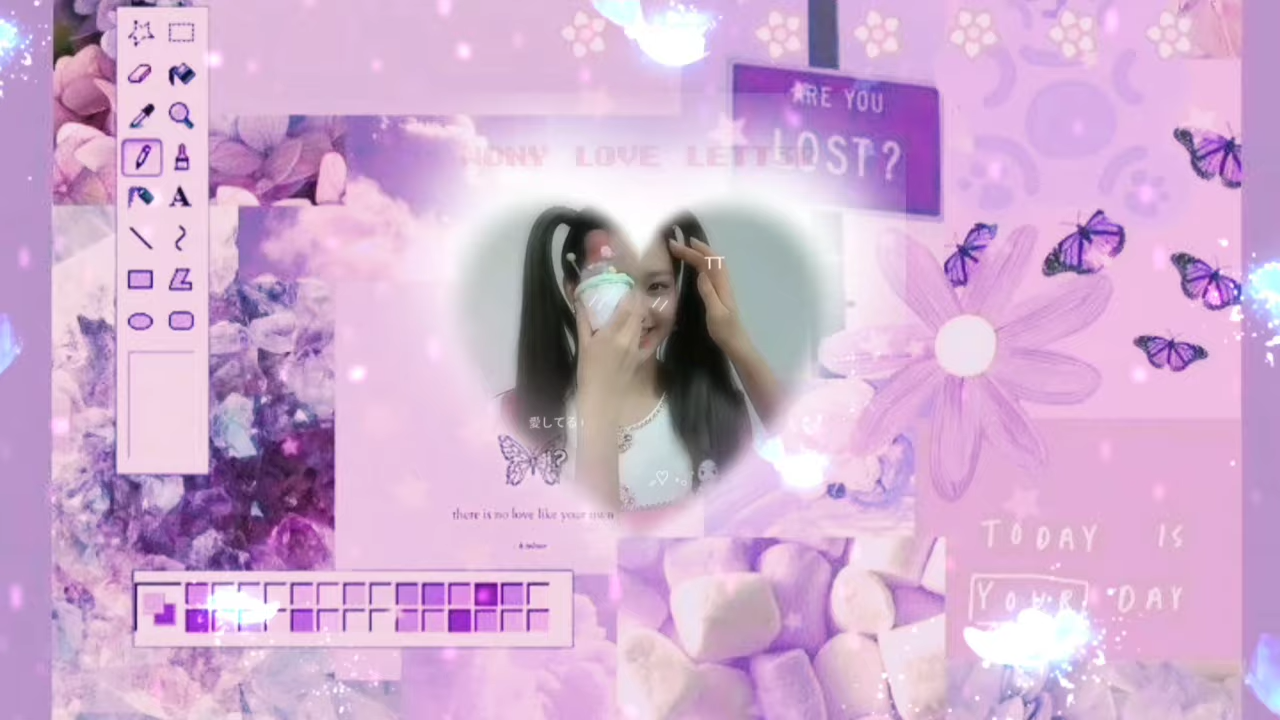 ARE YOU
LOST?
LOVE
A
TT
愛してる
!?
there is no love like your own
TODAY IS
YOUR DAY